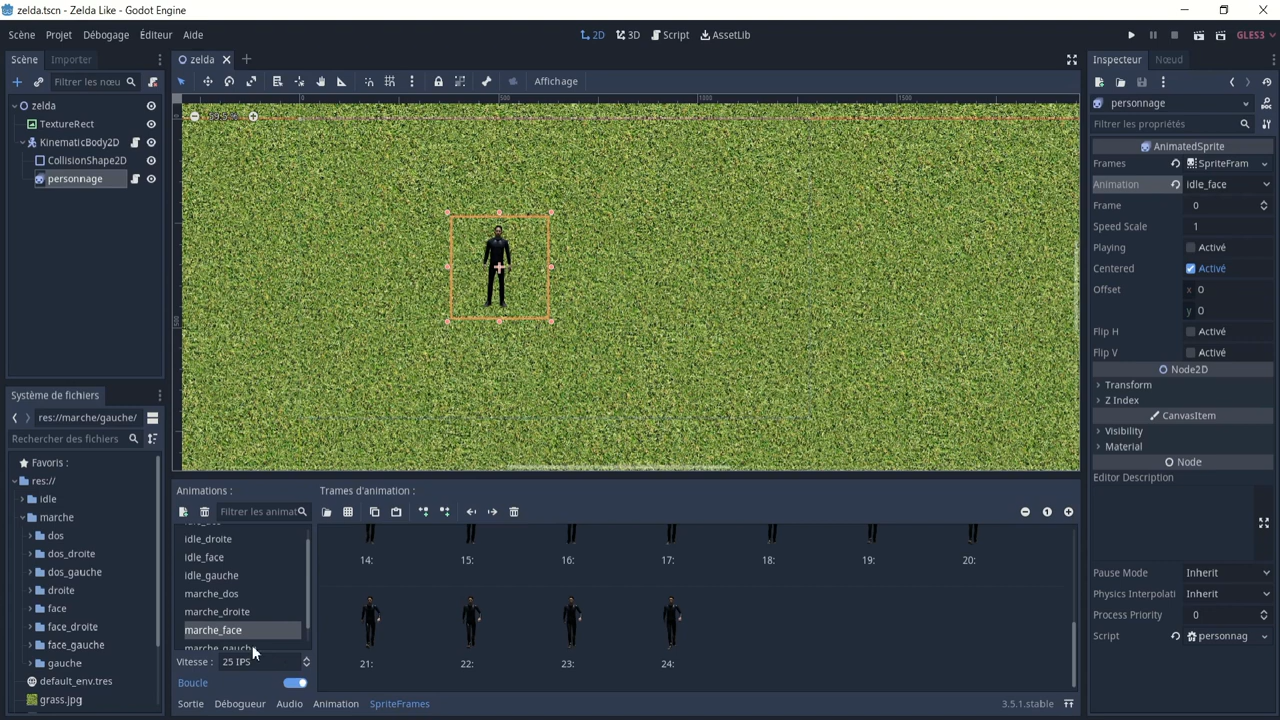 zelda.tscn - Zelda Like - Godot Engine
Scène Projet Débogage Éditeur Aide
2D 3D Script AssetLib
GLES3
Scène Importer
zelda
Inspecteur Nœud
Filtrer les nœu
Affichage
personnage
zelda
TextureRect
KinematicBody2D
CollisionShape2D
personnage
0 500 1000 1500
Filtrer les propriétés
AnimatedSprite
Frames SpriteFram
Animation idle_face
Frame 0
Speed Scale 1
Playing Activé
Centered Activé
Offset x 0
y 0
Flip H Activé
Flip V Activé
Node2D
Transform
Z Index
CanvasItem
Visibility
Material
Node
Editor Description
Pause Mode Inherit
Physics Interpolati Inherit
Process Priority 0
Script personnag
Système de fichiers
res://marche/gauche/
Rechercher des fichiers
Favoris :
res://
idle
marche
dos
dos_droite
dos_gauche
droite
face
face_droite
face_gauche
gauche
default_env.tres
grass.jpg
Animations :
Filtrer les animat
idle_droite
idle_face
idle_gauche
marche_dos
marche_droite
marche_face
marche_gauche
Vitesse : 25 IPS
Boucle
Trames d'animation :
14: 15: 16: 17: 18: 19: 20:
21: 22: 23: 24:
Sortie Débogueur Audio Animation SpriteFrames
3.5.1.stable